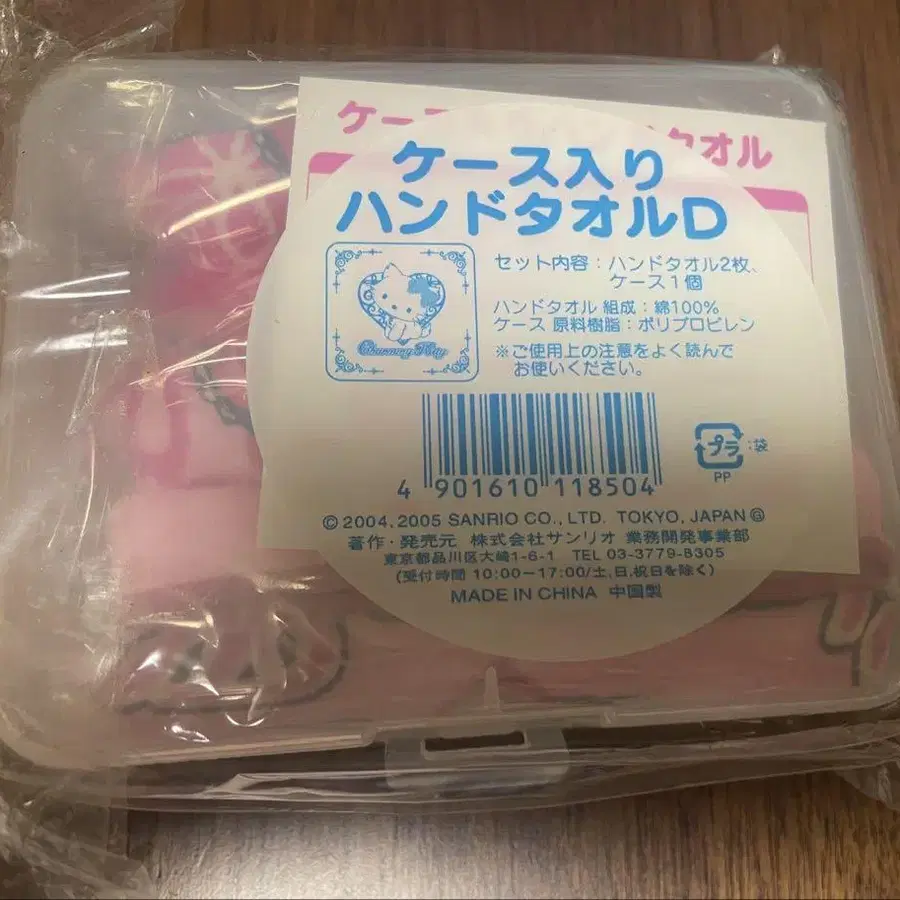 ケース
タオル
ケース入り
ハンドタオルD
セット内容：ハンドタオル2枚、
ケース1個
ハンドタオル 組成：綿100%
ケース 原料樹脂：ポリプロピレン
※ご使用上の注意をよく読んで
お使いください。
Charmmy Kitty
プラ :袋
PP
4 901610 118504
© 2004, 2005 SANRIO CO., LTD. TOKYO, JAPAN Ⓖ
著作・発売元 株式会社サンリオ 業務開発事業部
東京都品川区大崎1-6-1 TEL 03-3779-8305
(受付時間 10:00-17:00/土,日,祝日を除く)
MADE IN CHINA 中国製